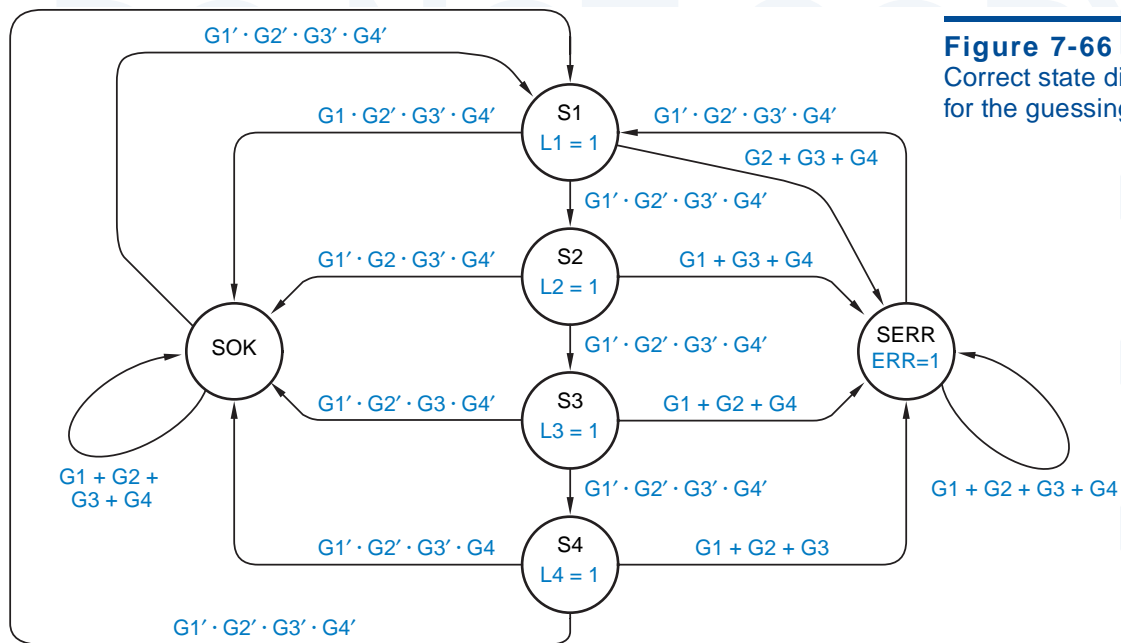 G1′ · G2′ · G3′ · G4′
Figure 7-66
Correct state di
for the guessing
G1 · G2′ · G3′ · G4′
S1
L1 = 1
G1′ · G2′ · G3′ · G4′
G2 + G3 + G4
G1′ · G2′ · G3′ · G4′
G1′ · G2 · G3′ · G4′
S2
L2 = 1
G1 + G3 + G4
SOK
G1′ · G2′ · G3′ · G4′
SERR
ERR=1
G1′ · G2′ · G3 · G4′
S3
L3 = 1
G1 + G2 + G4
G1 + G2 +
G3 + G4
G1′ · G2′ · G3′ · G4′
G1 + G2 + G3 + G4
G1′ · G2′ · G3′ · G4
S4
L4 = 1
G1 + G2 + G3
G1′ · G2′ · G3′ · G4′